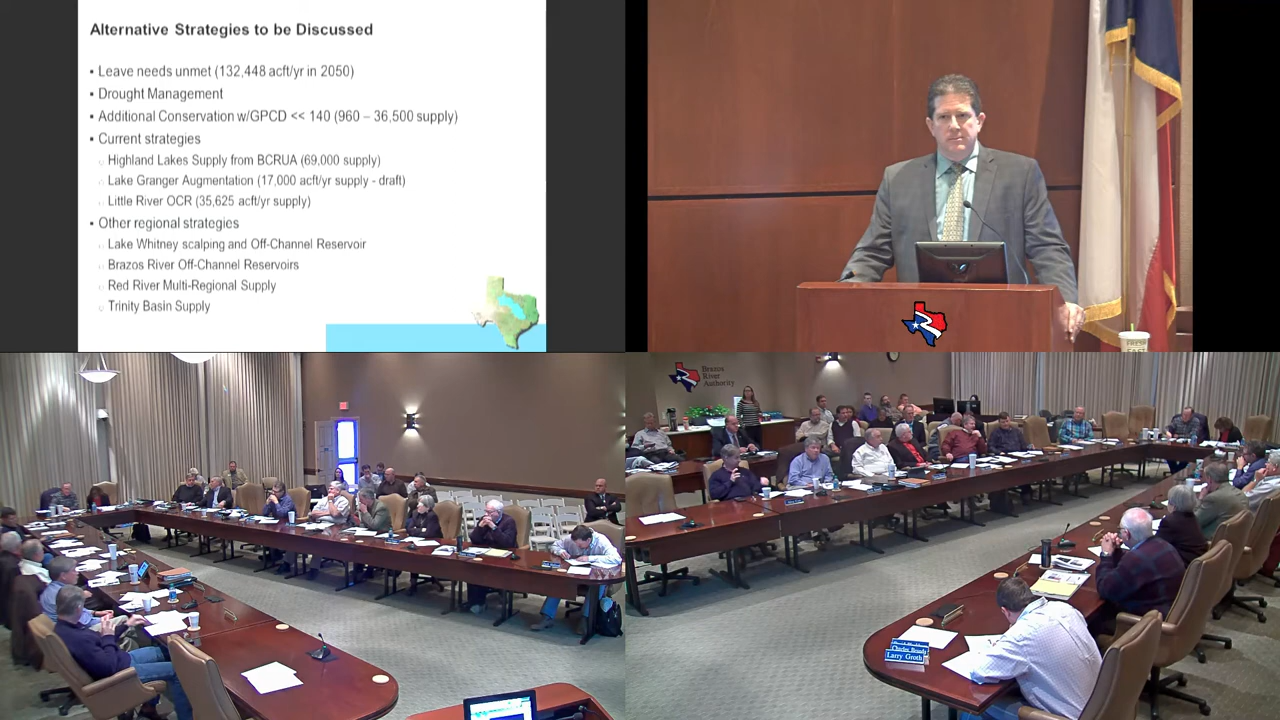 Alternative Strategies to be Discussed
▪ Leave needs unmet (132,448 acft/yr in 2050)
▪ Drought Management
▪ Additional Conservation w/GPCD << 140 (960 – 36,500 supply)
▪ Current strategies
Highland Lakes Supply from BCRUA (69,000 supply)
Lake Granger Augmentation (17,000 acft/yr supply - draft)
Little River OCR (35,625 acft/yr supply)
▪ Other regional strategies
Lake Whitney scalping and Off-Channel Reservoir
Brazos River Off-Channel Reservoirs
Red River Multi-Regional Supply
Trinity Basin Supply
Brazos
River
Authority
Larry Groth